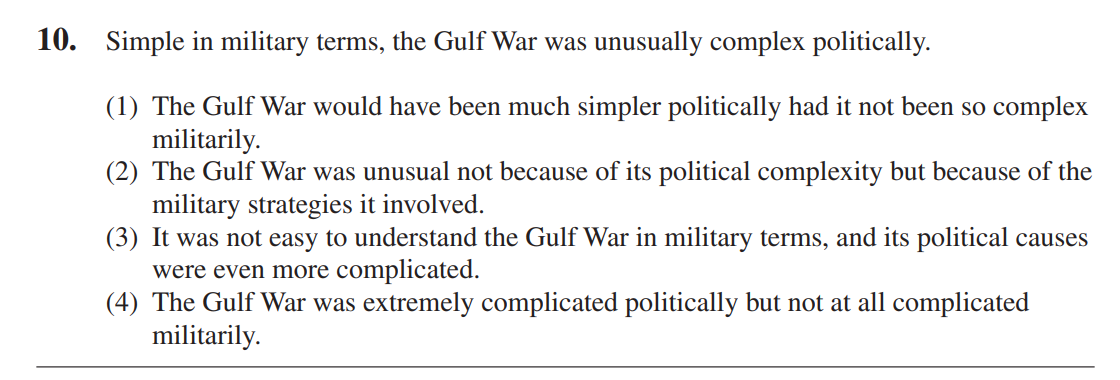 10. Simple in military terms, the Gulf War was unusually complex politically.
(1) The Gulf War would have been much simpler politically had it not been so complex
militarily.
(2) The Gulf War was unusual not because of its political complexity but because of the
military strategies it involved.
(3) It was not easy to understand the Gulf War in military terms, and its political causes
were even more complicated.
(4) The Gulf War was extremely complicated politically but not at all complicated
militarily.